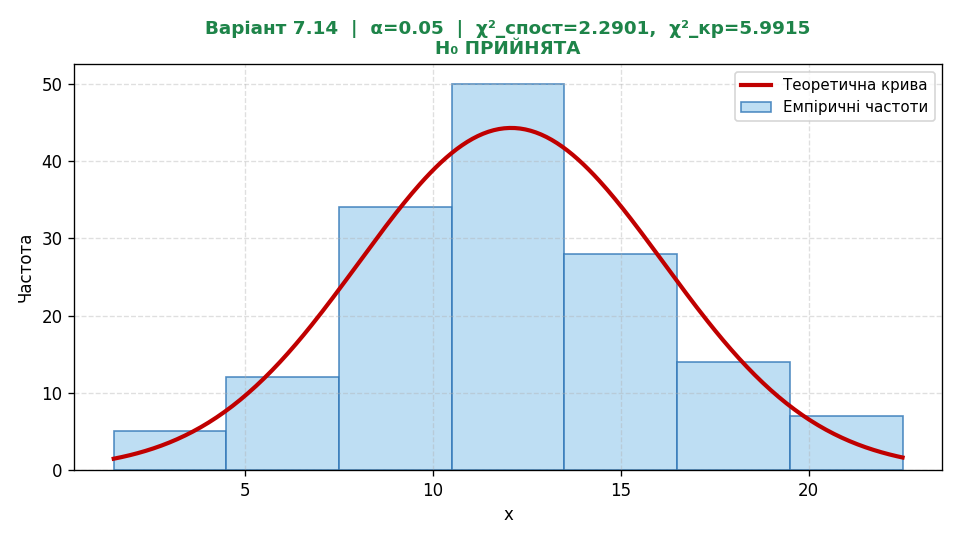 Варіант 7.14 | α=0.05 | χ²_спост=2.2901, χ²_кр=5.9915
H₀ ПРИЙНЯТА
Теоретична крива
Емпіричні частоти
Частота
50
40
30
20
10
0
5
10
15
20
x